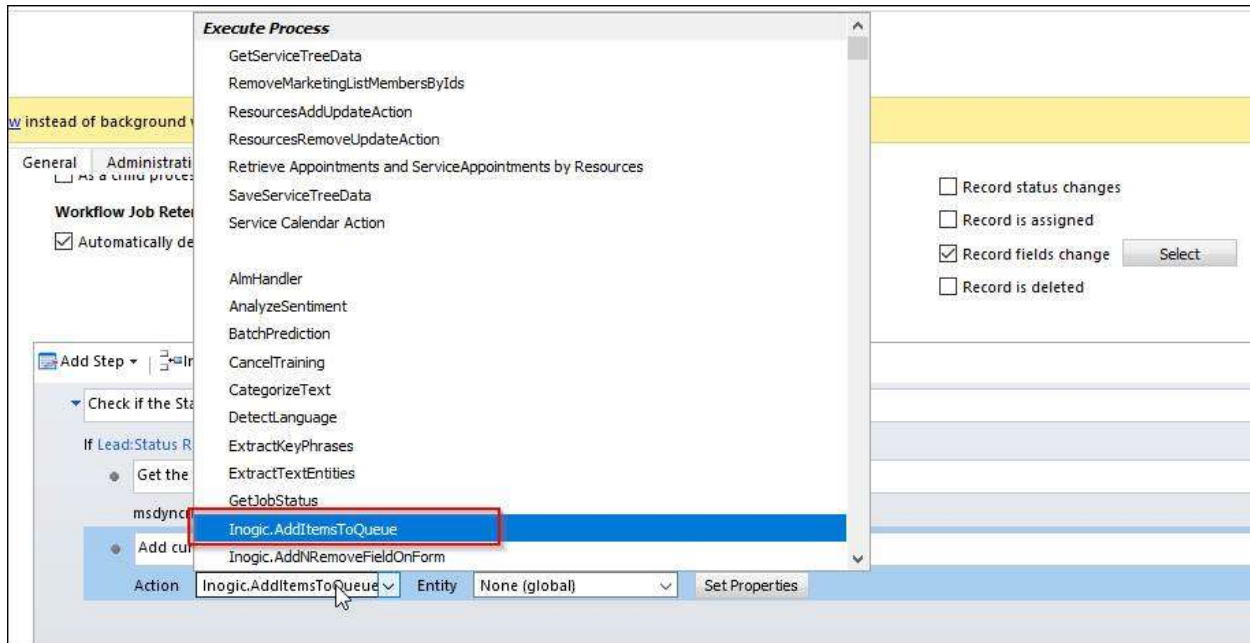 Execute Process
GetServiceTreeData
RemoveMarketingListMembersByIds
ResourcesAddUpdateAction
ResourcesRemoveUpdateAction
Retrieve Appointments and ServiceAppointments by Resources
SaveServiceTreeData
Service Calendar Action
AlmHandler
AnalyzeSentiment
BatchPrediction
CancelTraining
CategorizeText
DetectLanguage
ExtractKeyPhrases
ExtractTextEntities
GetJobStatus
Inogic.AddItemsToQueue
Inogic.AddNRemoveFieldOnForm
w instead of background
General Administrati
As a child proces
Workflow Job Rete
Automatically de
Record status changes
Record is assigned
Record fields change Select
Record is deleted
Add Step
Check if the Sta
If Lead:Status R
Get the
msdyncr
Add cur
Action Inogic.AddItemsToQueue Entity None (global) Set Properties